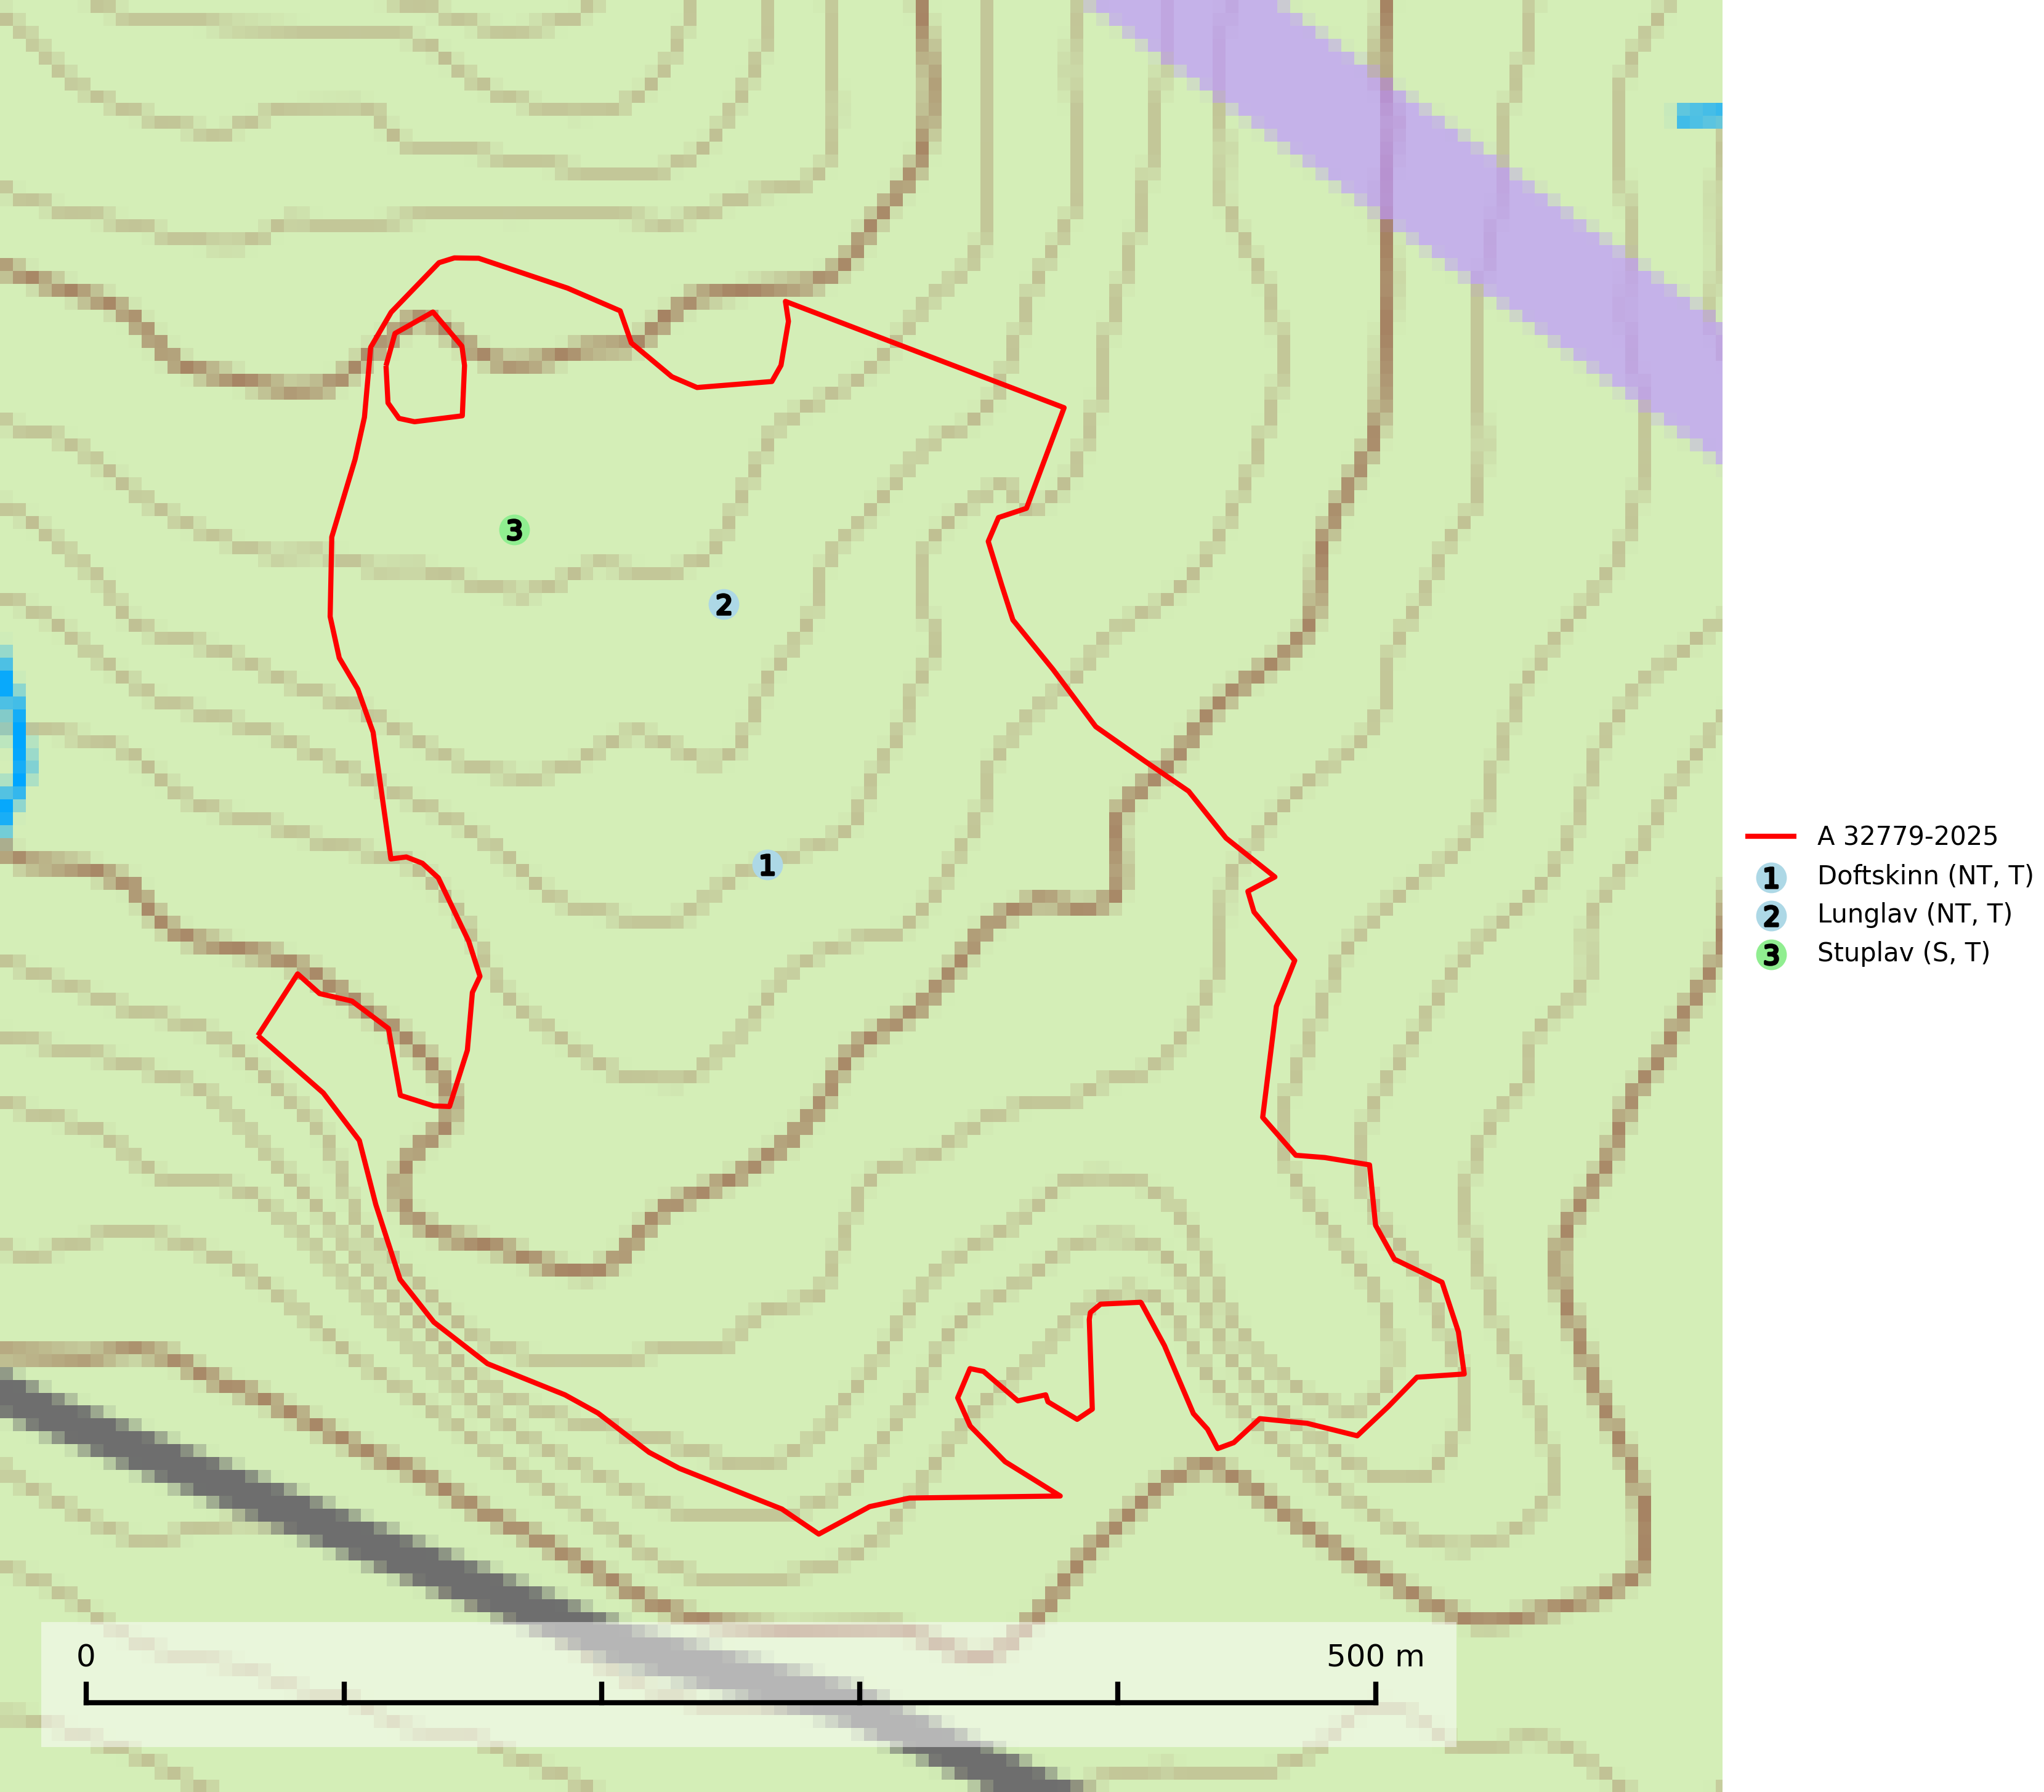 3
2
1
A 32779-2025
1 Doftskinn (NT, T)
2 Lunglav (NT, T)
3 Stuplav (S, T)
0 500 m